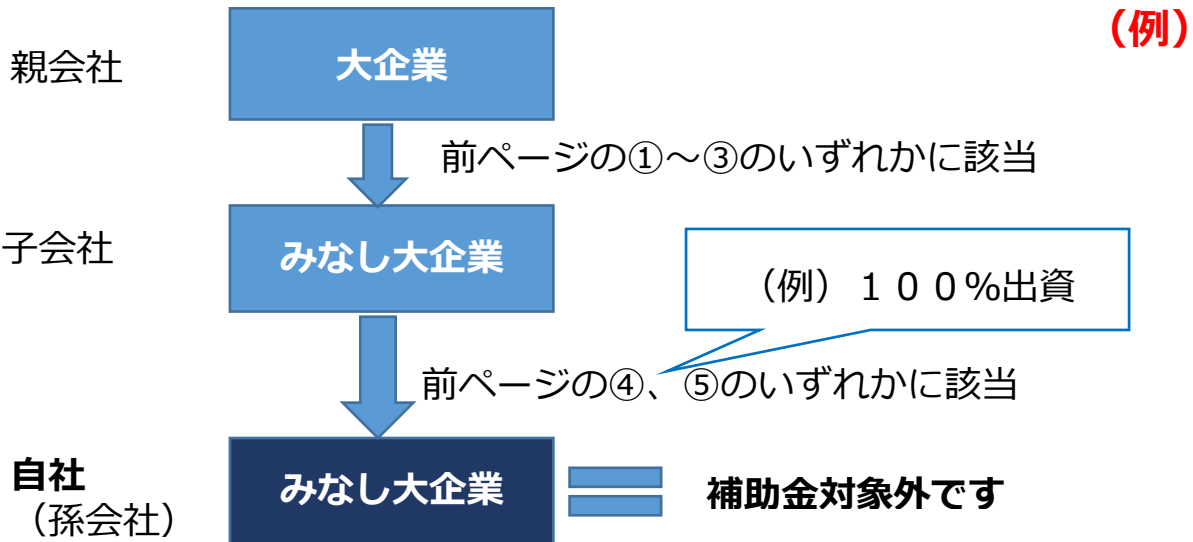 （例）
親会社
大企業
前ページの①～③のいずれかに該当
子会社
みなし大企業
（例）１００％出資
前ページの④、⑤のいずれかに該当
自社
（孫会社）
みなし大企業
補助金対象外です